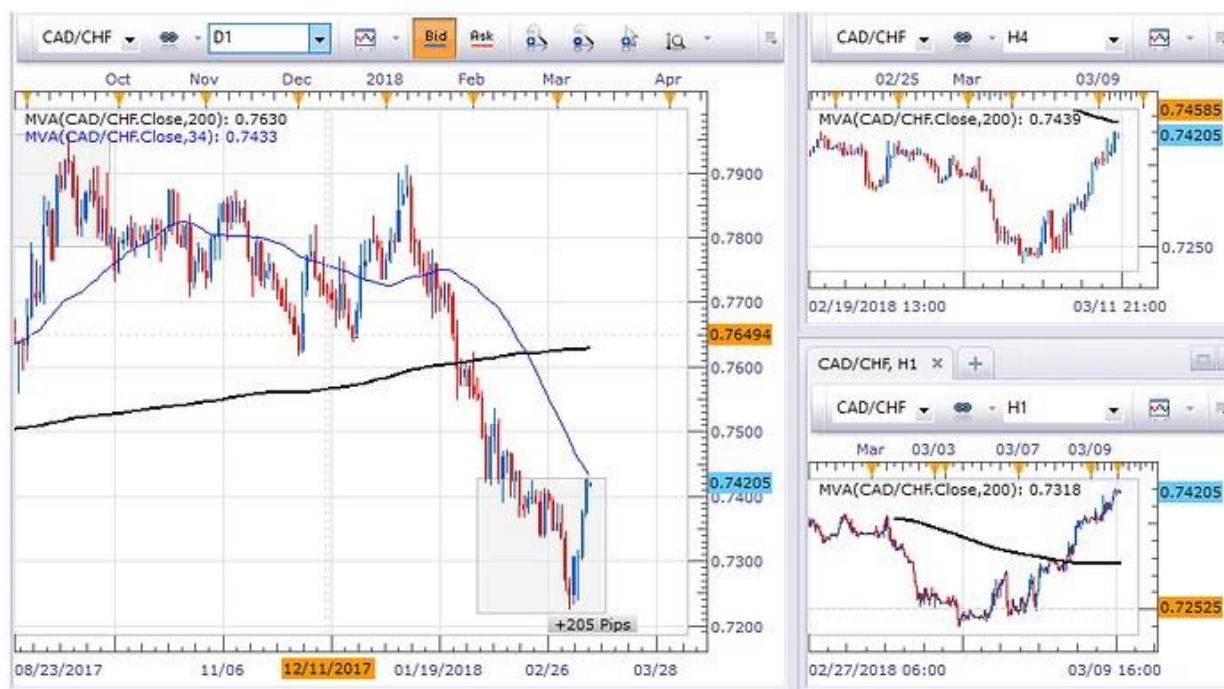 CAD/CHF D1 Bid Ask
Oct Nov Dec 2018 Feb Mar Apr
MVA(CAD/CHF.Close,200): 0.7630
MVA(CAD/CHF.Close,34): 0.7433
0.7900
0.7800
0.7700
0.76494
0.7600
0.7500
0.74205
0.7400
0.7300
0.7200
+205 Pips
08/23/2017 11/06 12/11/2017 01/19/2018 02/26 03/28
CAD/CHF H4
02/25 Mar 03/09
MVA(CAD/CHF.Close,200): 0.7439
0.74585
0.74205
0.7250
02/19/2018 13:00 03/11 21:00
CAD/CHF, H1
CAD/CHF H1
Mar 03/03 03/07 03/09
MVA(CAD/CHF.Close,200): 0.7318
0.74205
0.72525
02/27/2018 06:00 03/09 16:00